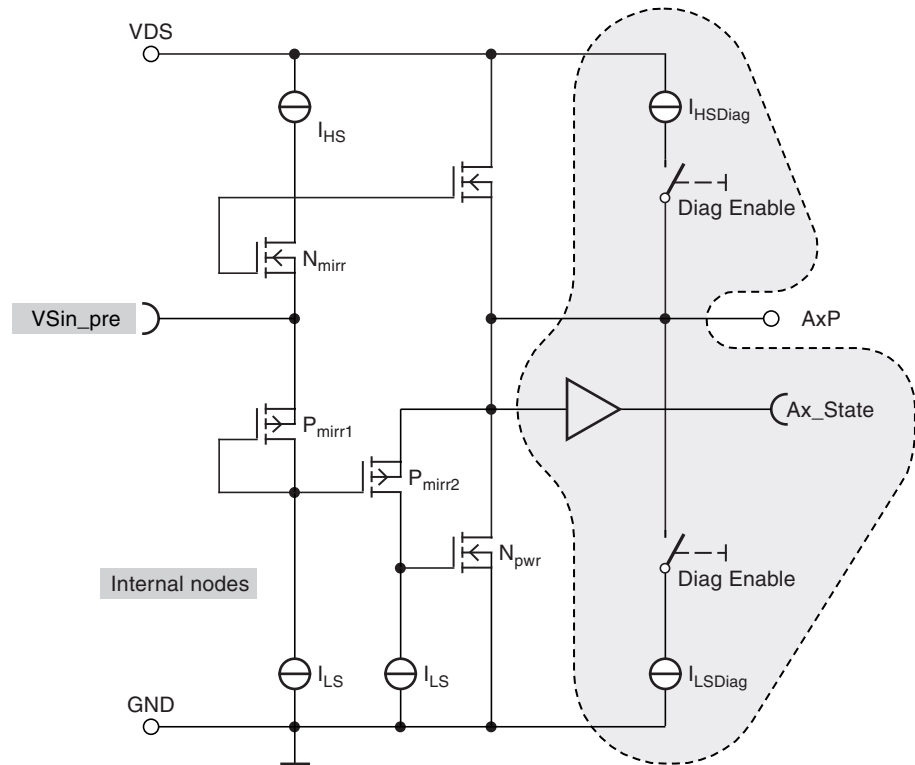 VDS
I_HS
I_HSDiag
Diag Enable
N_mirr
VSin_pre
AxP
Ax_State
P_mirr1
P_mirr2
N_pwr
Diag Enable
Internal nodes
I_LS
I_LS
I_LSDiag
GND